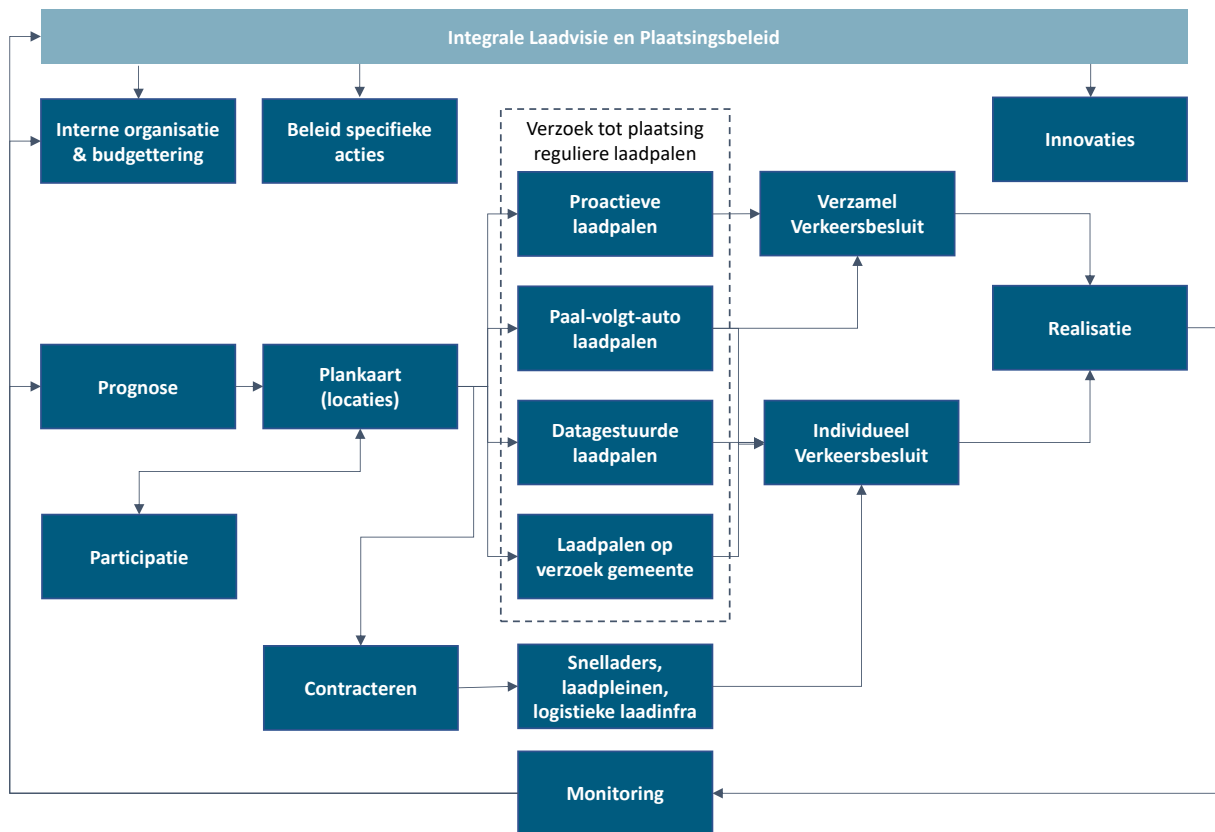 Integrale Laadvisie en Plaatsingsbeleid
Interne organisatie
& budgettering
Beleid specifieke
acties
Verzoek tot plaatsing
reguliere laadpalen
Innovaties
Proactieve
laadpalen
Verzamel
Verkeersbesluit
Paal-volgt-auto
laadpalen
Realisatie
Prognose
Plankaart
(locaties)
Datagestuurde
laadpalen
Individueel
Verkeersbesluit
Participatie
Laadpalen op
verzoek gemeente
Contracteren
Snelladers,
laadpleinen,
logistieke laadinfra
Monitoring